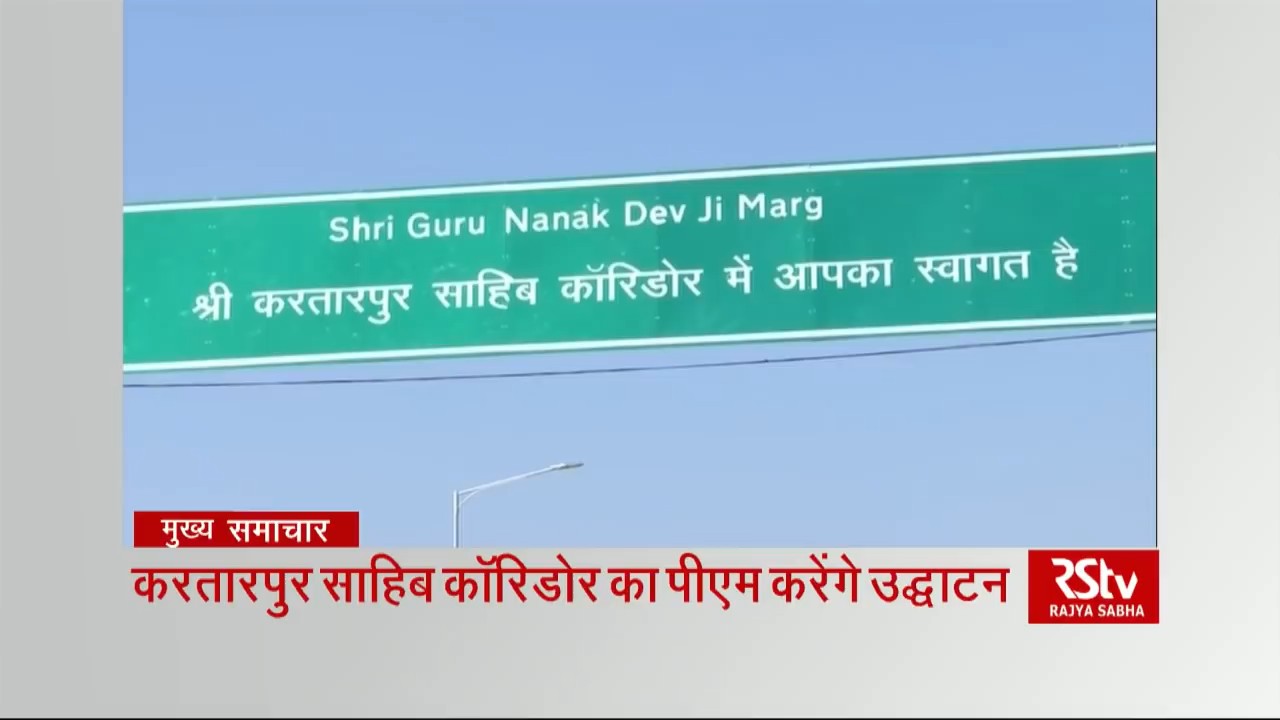 Shri Guru Nanak Dev Ji Marg
श्री करतारपुर साहिब कॉरिडोर में आपका स्वागत है
मुख्य समाचार
करतारपुर साहिब कॉरिडोर का पीएम करेंगे उद्घाटन
RStv
RAJYA SABHA